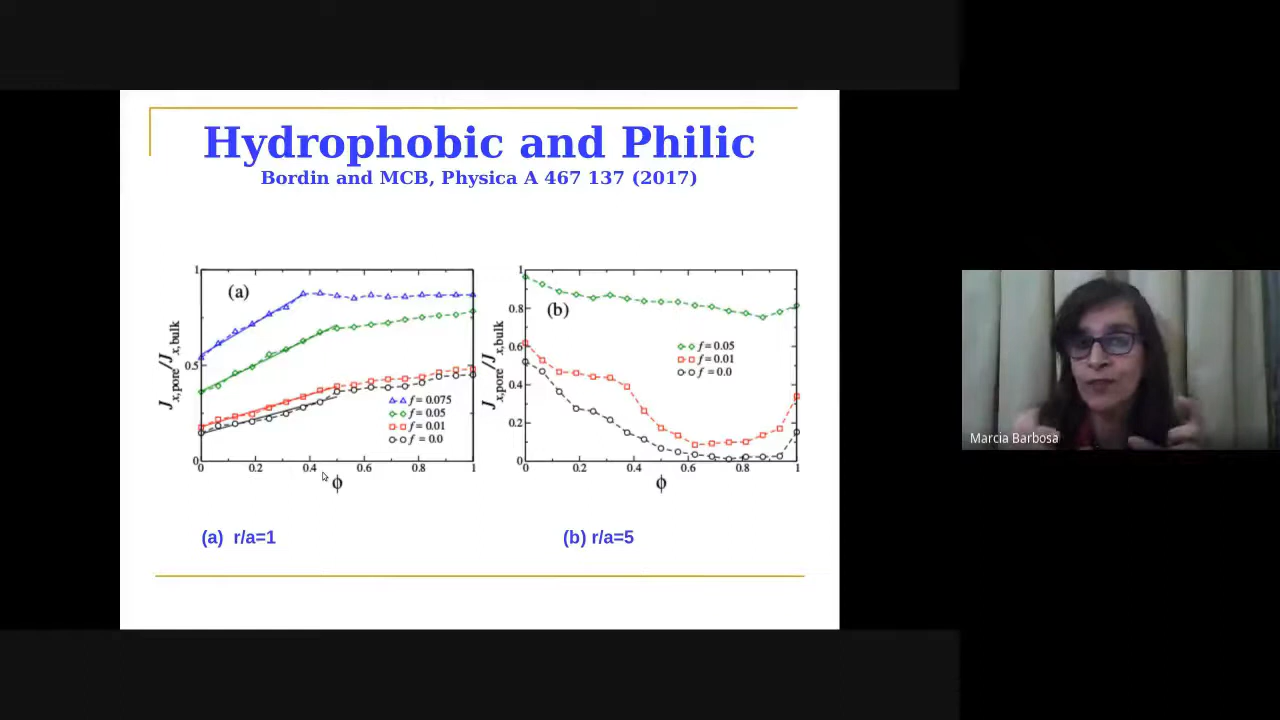 Hydrophobic and Philic
Bordin and MCB, Physica A 467 137 (2017)
(a)
J x,pore /J x,bulk
1
0.5
0
0 0.2 0.4 0.6 0.8 1
ϕ
f = 0.075
f = 0.05
f = 0.01
f = 0.0
(b)
J x,pore /J x,bulk
1
0.8
0.6
0.4
0.2
0
0 0.2 0.4 0.6 0.8 1
ϕ
f = 0.05
f = 0.01
f = 0.0
(a) r/a=1
(b) r/a=5
Marcia Barbosa